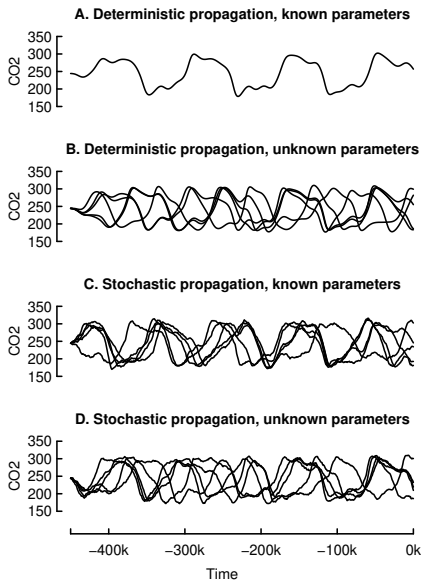 A. Deterministic propagation, known parameters
350
300
250
200
150
CO2
B. Deterministic propagation, unknown parameters
350
300
250
200
150
CO2
C. Stochastic propagation, known parameters
350
300
250
200
150
CO2
D. Stochastic propagation, unknown parameters
350
300
250
200
150
CO2
−400k −300k −200k −100k 0k
Time